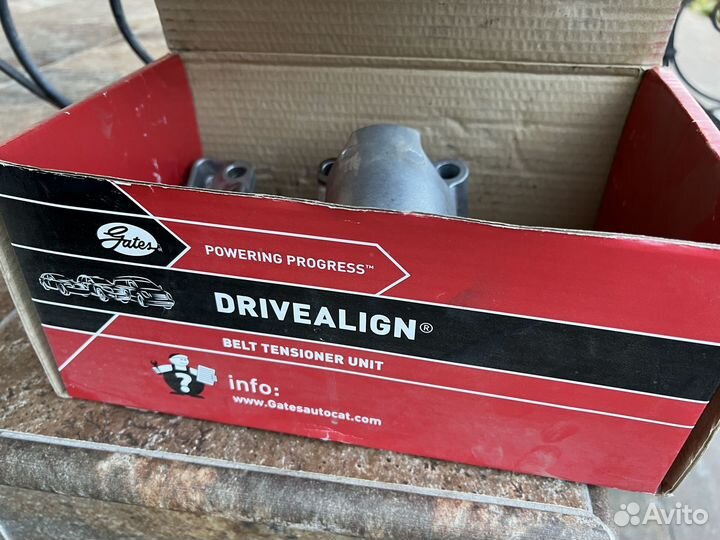 Gates
POWERING PROGRESS™
DRIVEALIGN®
BELT TENSIONER UNIT
?
info:
www.Gatesautocat.com
Avito